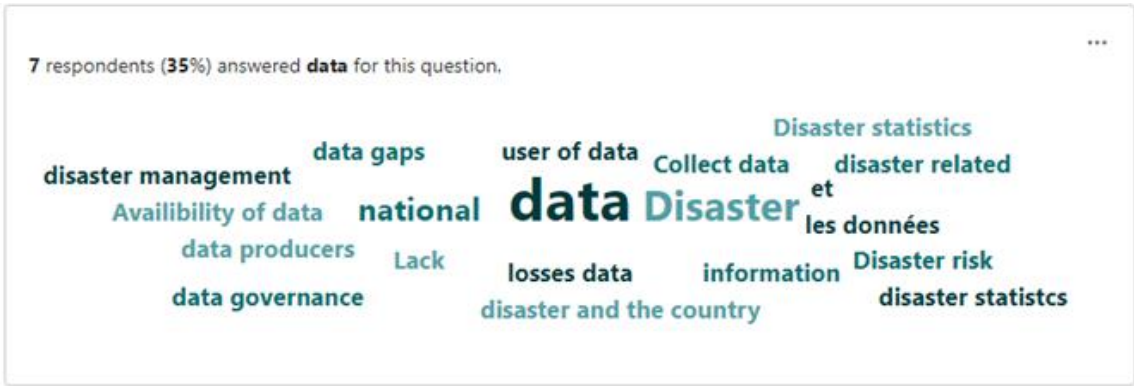 ...
7 respondents (35%) answered data for this question.
Disaster statistics
data gaps
user of data
Collect data
disaster related
disaster management
et
Availibility of data
national
data
Disaster
les données
data producers
Lack
losses data
information
Disaster risk
data governance
disaster and the country
disaster statistcs